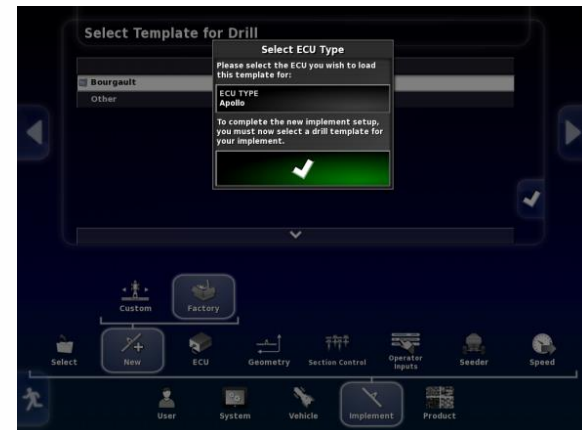 Select Template for Drill
Select ECU Type
Please select the ECU you wish to load
this template for:
ECU TYPE
Apollo
To complete the new implement setup,
you must now select a drill template for
your implement.
Bourgault
Other
Custom
Factory
Select
New
ECU
Geometry
Section Control
Operator
Inputs
Seeder
Speed
User
System
Vehicle
Implement
Product